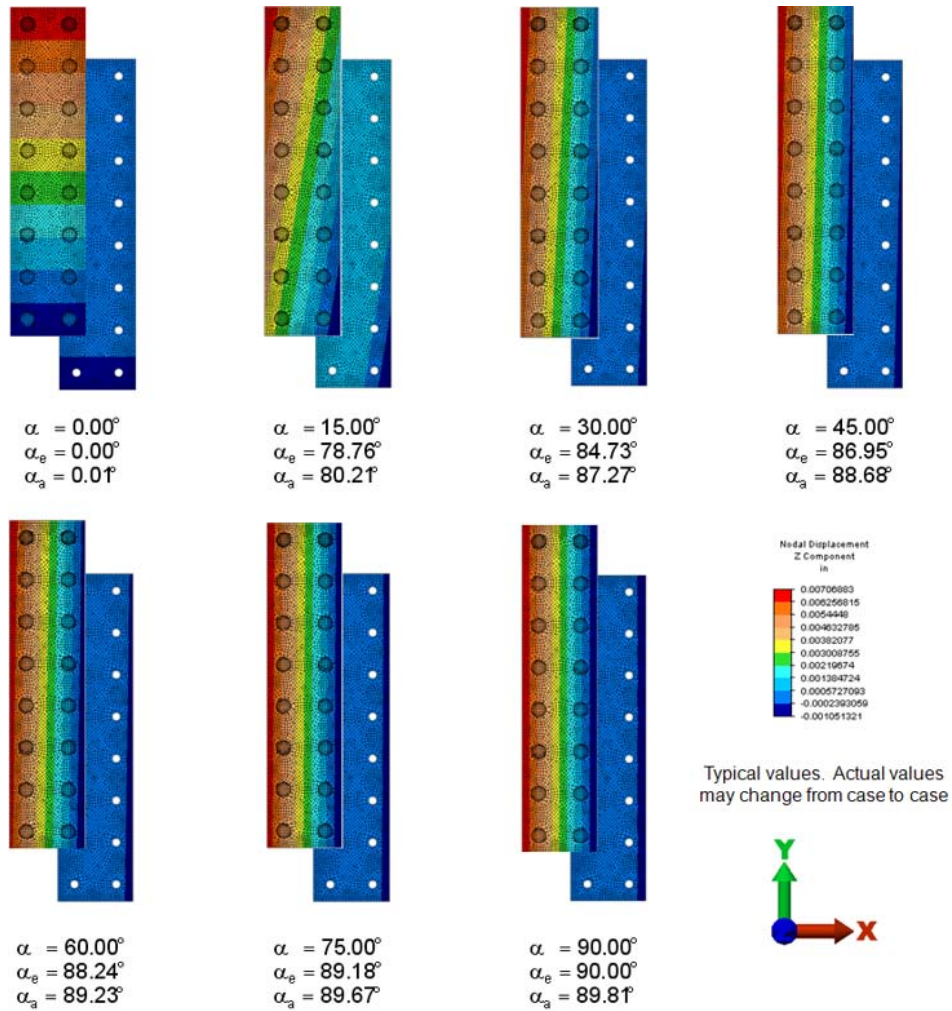 α = 0.00°
αe = 0.00°
αa = 0.01°
α = 15.00°
αe = 78.76°
αa = 80.21°
α = 30.00°
αe = 84.73°
αa = 87.27°
α = 45.00°
αe = 86.95°
αa = 88.68°
Nodal Displacement
Z Component
in
0.00706883
0.006256815
0.0054448
0.004632785
0.00382077
0.003008755
0.00219674
0.001384724
0.0005727093
-0.0002393059
-0.001051321
Typical values. Actual values
may change from case to case
Y
X
α = 60.00°
αe = 88.24°
αa = 89.23°
α = 75.00°
αe = 89.18°
αa = 89.67°
α = 90.00°
αe = 90.00°
αa = 89.81°